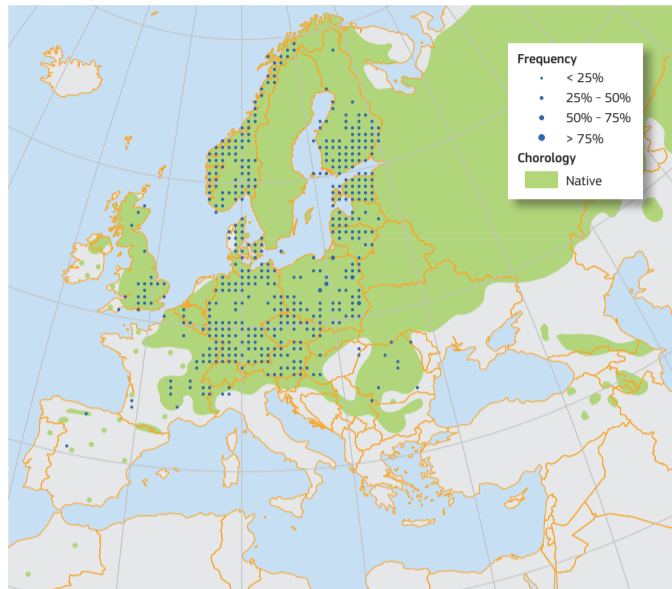 Frequency
< 25%
25% - 50%
50% - 75%
> 75%
Chorology
Native